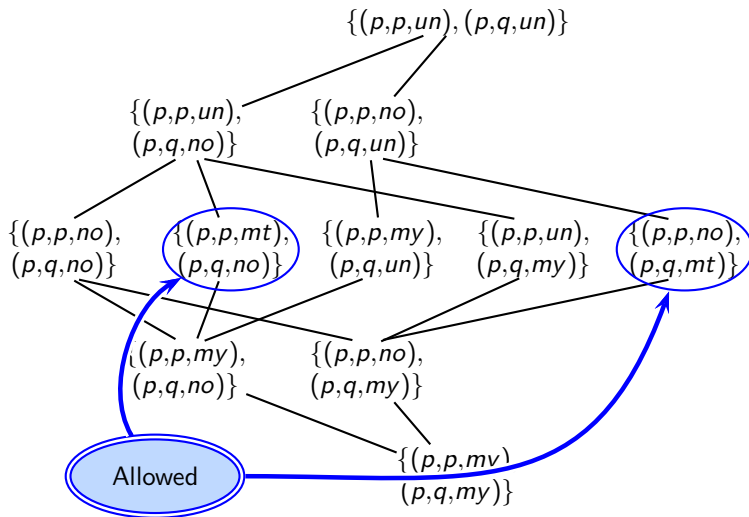 {(p,p,un),(p,q,un)}
{(p,p,un),
(p,q,no)}
{(p,p,no),
(p,q,un)}
{(p,p,no),
(p,q,no)}
{(p,p,mt),
(p,q,no)}
{(p,p,my),
(p,q,un)}
{(p,p,un),
(p,q,my)}
{(p,p,no),
(p,q,mt)}
{(p,p,my),
(p,q,no)}
{(p,p,no),
(p,q,my)}
Allowed
{(p,p,my),
(p,q,my)}